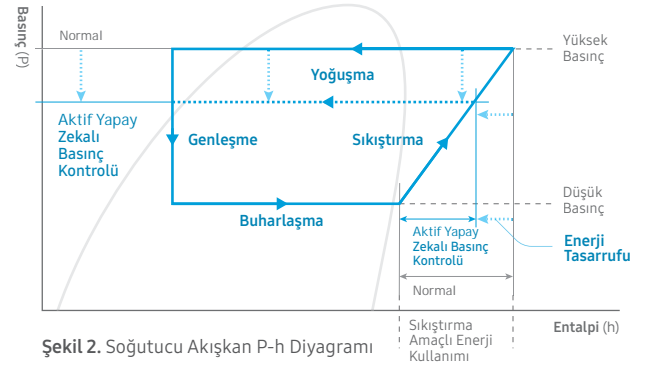 Basınç (P)
Normal
Yüksek
Basınç
Yoğuşma
Aktif Yapay
Zekalı
Basınç
Kontrolü
Genleşme
Sıkıştırma
Düşük
Basınç
Buharlaşma
Aktif Yapay
Zekalı Basınç
Kontrolü
Enerji
Tasarrufu
Normal
Sıkıştırma
Amaçlı Enerji
Kullanımı
Entalpi (h)
Şekil 2. Soğutucu Akışkan P-h Diyagramı